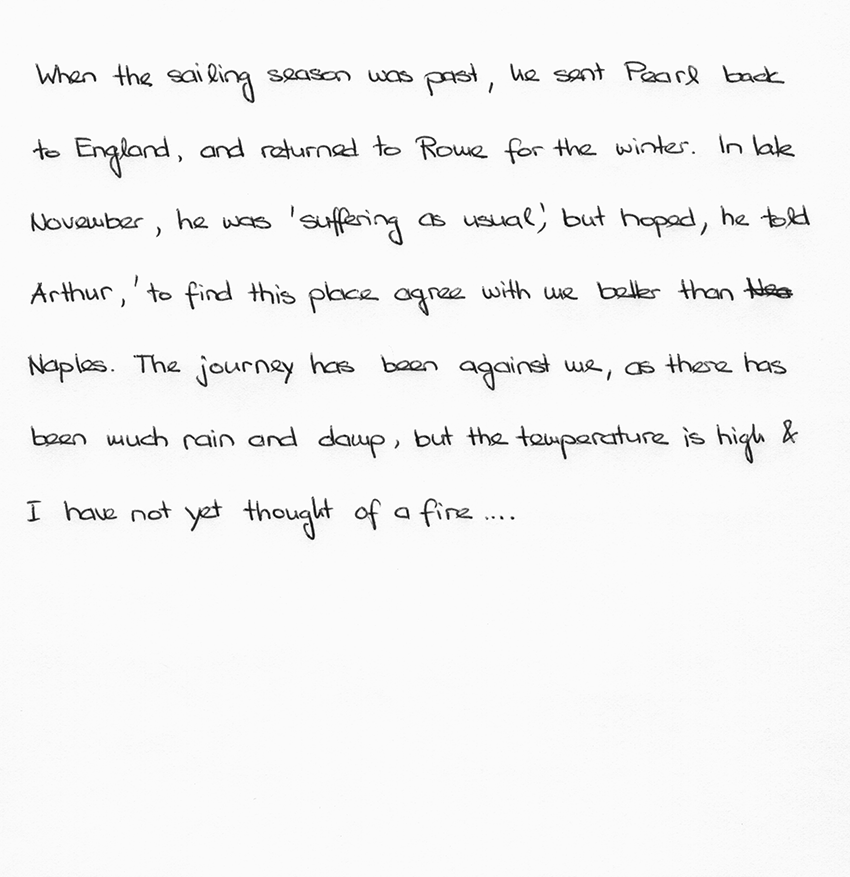 When the sailing season was past, he sent Pearl back
to England, and returned to Rome for the winter. In late
November, he was 'suffering as usual,' but hoped, he told
Arthur, 'to find this place agree with me better than
Naples. The journey has been against me, as there has
been much rain and damp, but the temperature is high &
I have not yet thought of a fire ....